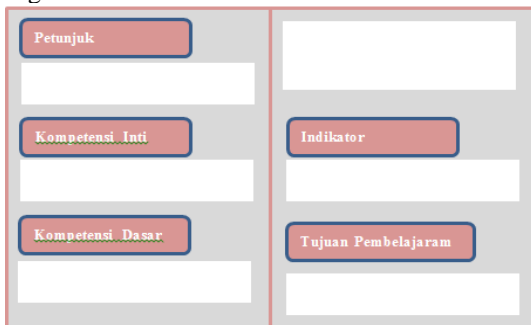 Petunjuk
Kompetensi Inti
Kompetensi Dasar
Indikator
Tujuan Pembelajaram